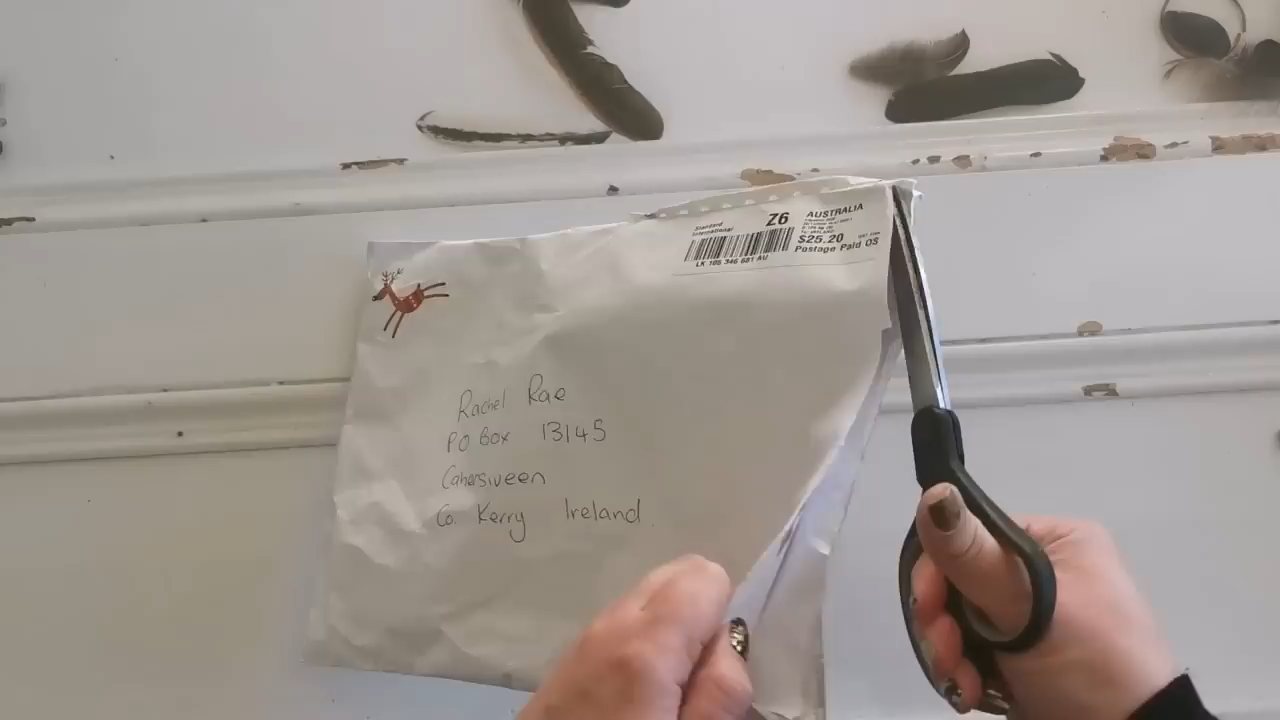 Standard
International
Z6
AUSTRALIA
$25.20
Postage Paid OS
LK 186 346 681 AU
Rachel Rae
PO Box 13145
Cahersiveen
Co. Kerry Ireland